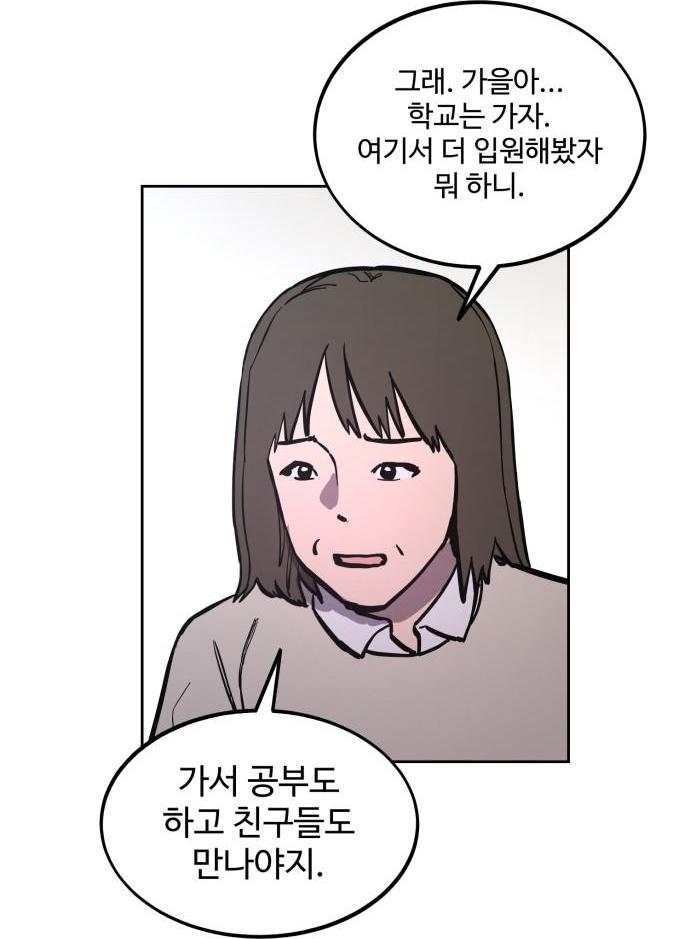 그래. 가을아...
학교는 가자.
여기서 더 입원해봤자
뭐 하니.
가서 공부도
하고 친구들도
만나야지.